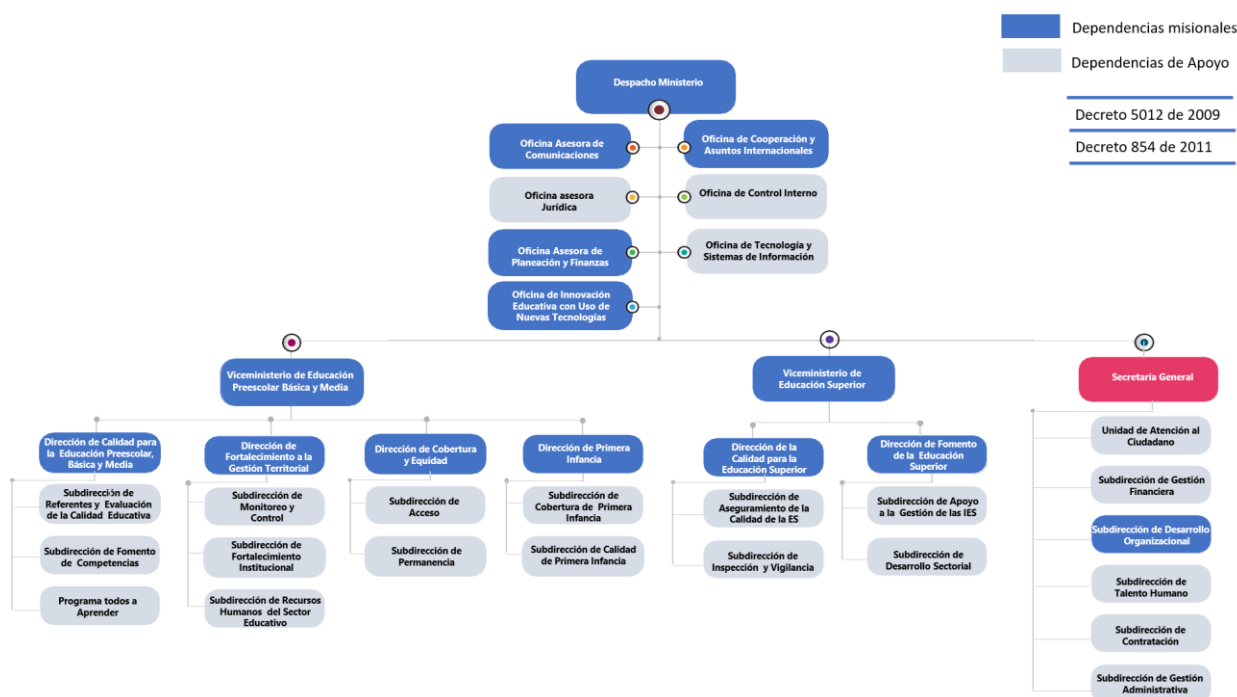 Dependencias misionales
Dependencias de Apoyo
Decreto 5012 de 2009
Decreto 854 de 2011
Despacho Ministerio
Oficina Asesora de
Comunicaciones
Oficina de Cooperación y
Asuntos Internacionales
Oficina asesora
Jurídica
Oficina de Control Interno
Oficina Asesora de
Planeación y Finanzas
Oficina de Tecnología y
Sistemas de Información
Oficina de Innovación
Educativa con Uso de
Nuevas Tecnologías
Viceministerio de Educación
Preescolar Básica y Media
Viceministerio de
Educación Superior
Secretaría General
Dirección de Calidad para
la Educación Preescolar,
Básica y Media
Subdirección de
Referentes y Evaluación
de la Calidad Educativa
Subdirección de Fomento
de Competencias
Programa todos a
Aprender
Dirección de
Fortalecimiento a la
Gestión Territorial
Subdirección de
Monitoreo y
Control
Subdirección de
Fortalecimiento
Institucional
Subdirección de Recursos
Humanos del Sector
Educativo
Dirección de Cobertura
y Equidad
Subdirección de
Acceso
Subdirección de
Permanencia
Dirección de Primera
Infancia
Subdirección de
Cobertura de Primera
Infancia
Subdirección de Calidad
de Primera Infancia
Dirección de la
Calidad para la
Educación Superior
Subdirección de
Aseguramiento de la
Calidad de la ES
Subdirección de
Inspección y Vigilancia
Dirección de Fomento
de la Educación
Superior
Subdirección de Apoyo
a la Gestión de las IES
Subdirección de
Desarrollo Sectorial
Unidad de Atención al
Ciudadano
Subdirección de Gestión
Financiera
Subdirección de Desarrollo
Organizacional
Subdirección de
Talento Humano
Subdirección de
Contratación
Subdirección de Gestión
Administrativa